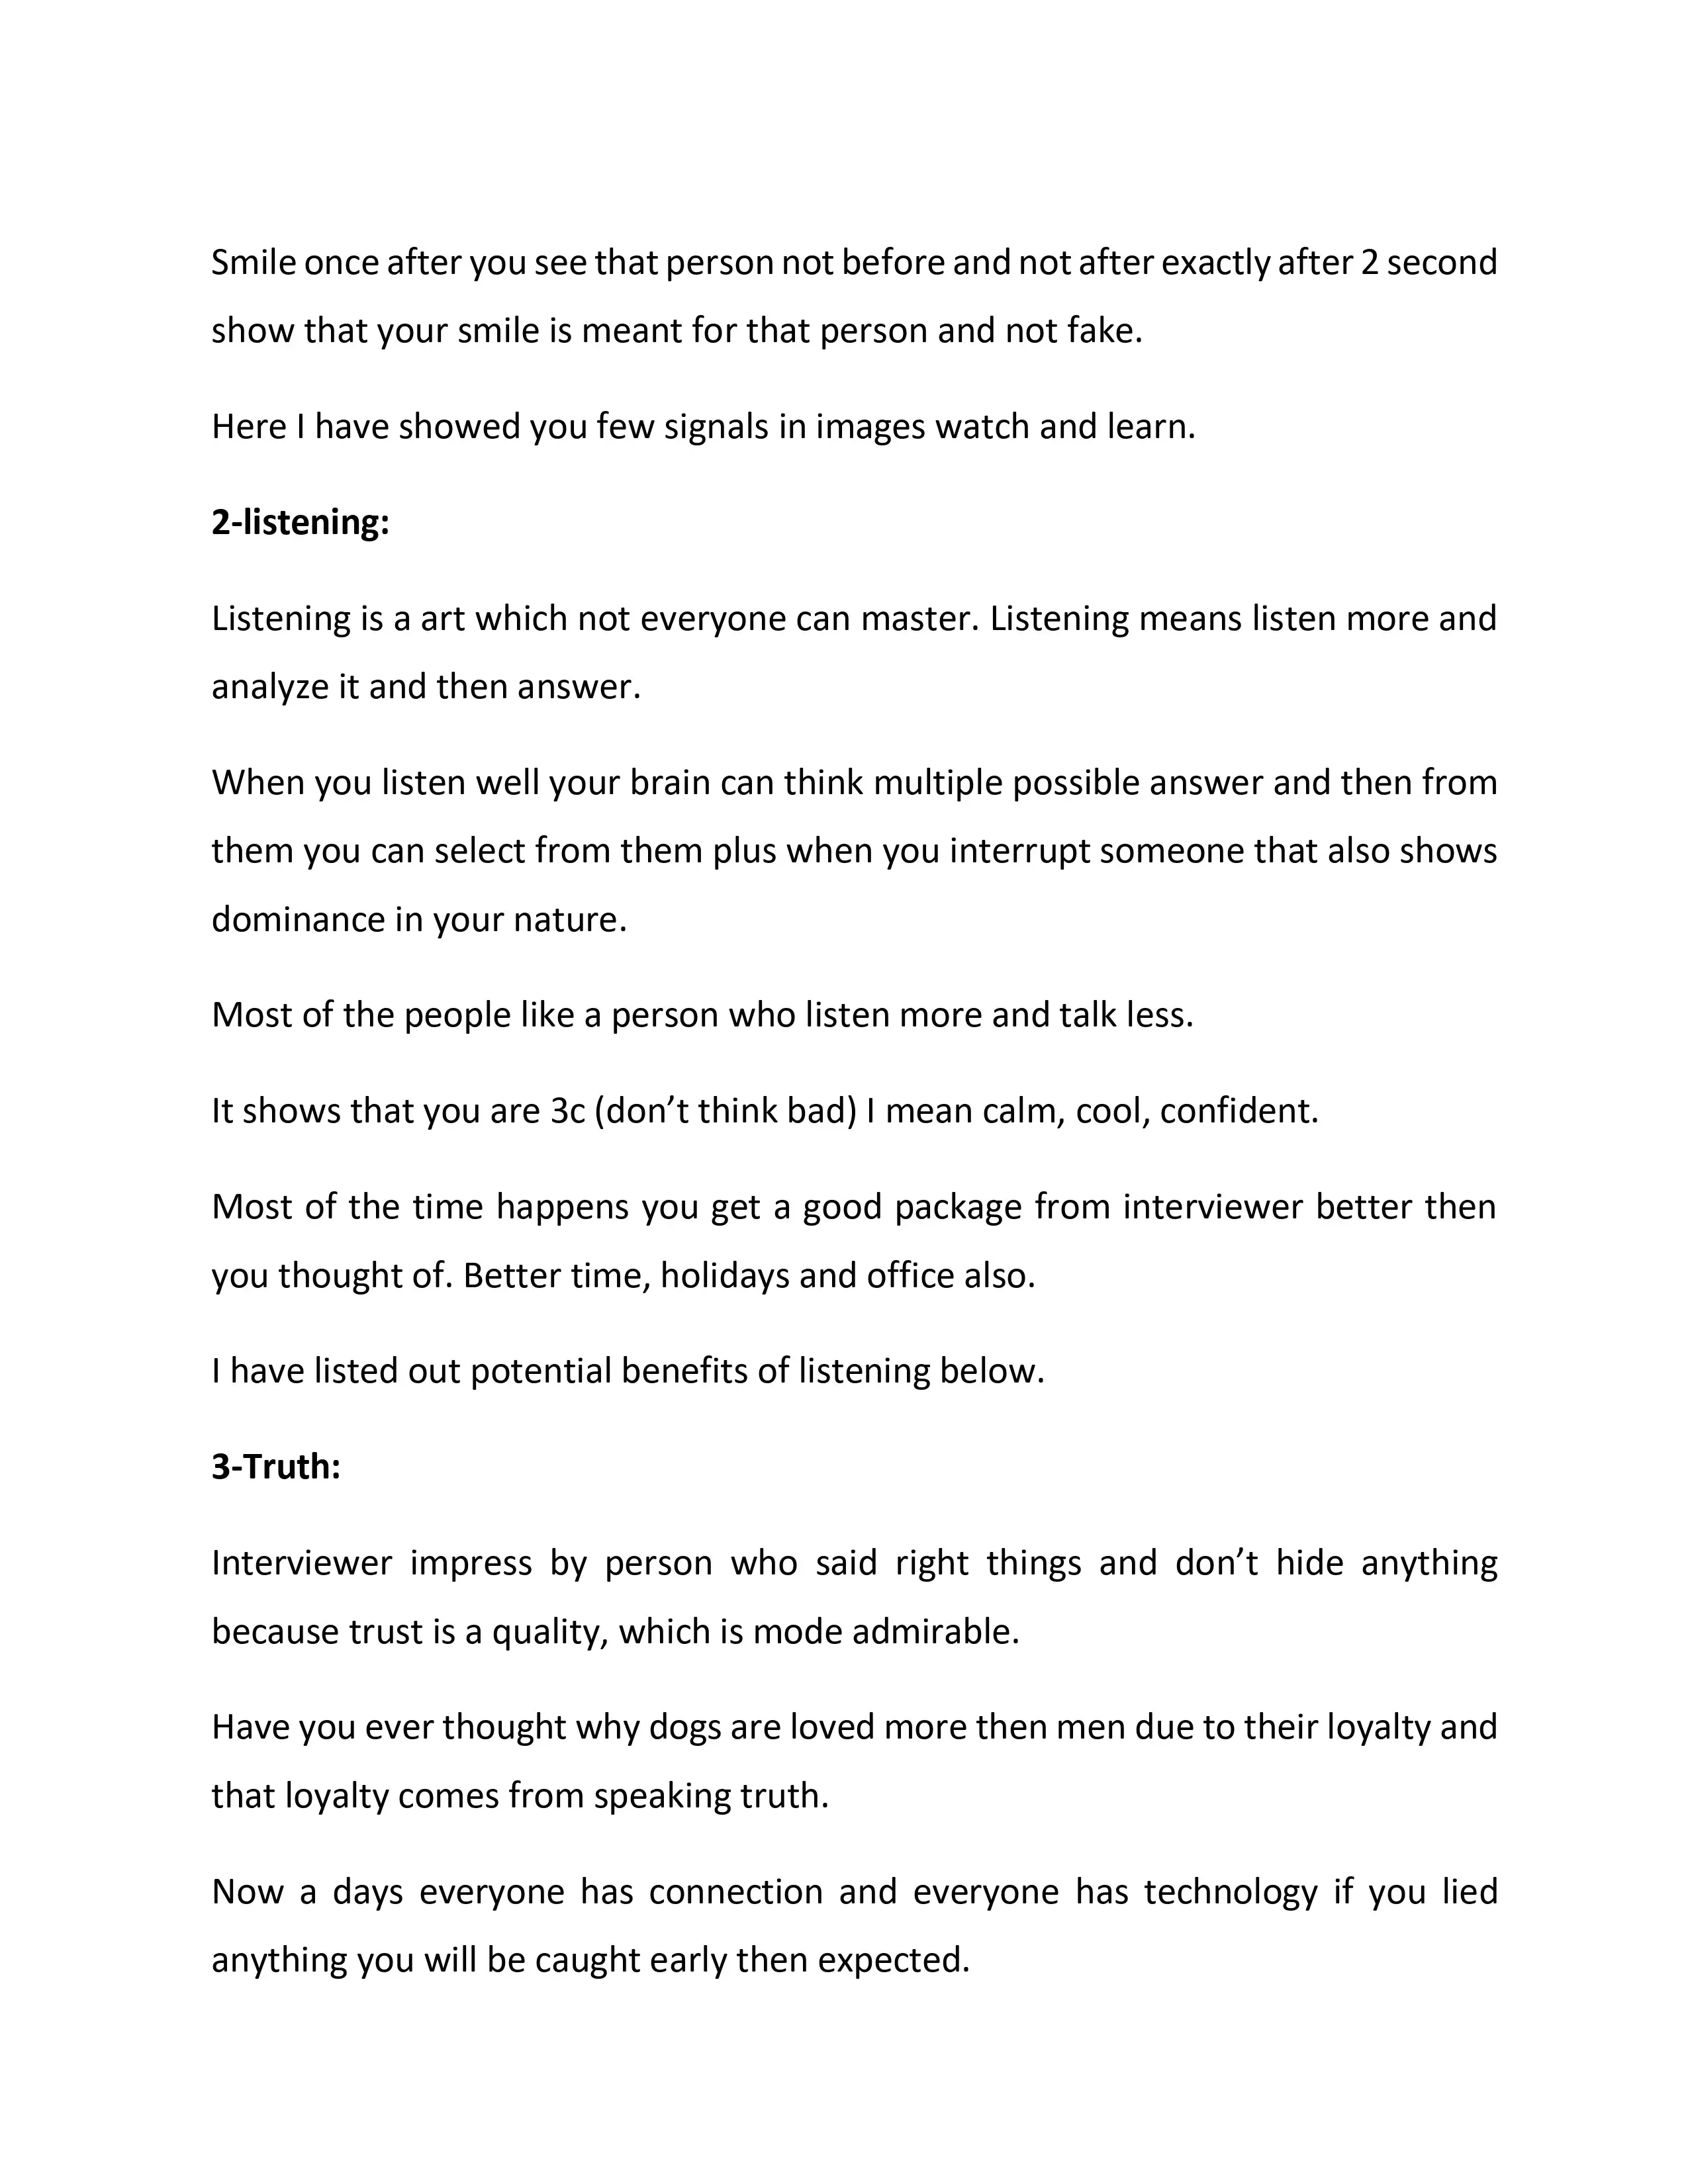 Smile once after you see that person not before and not after exactly after 2 second
show that your smile is meant for that person and not fake.
Here I have showed you few signals in images watch and learn.
2-listening:
Listening is a art which not everyone can master. Listening means listen more and
analyze it and then answer.
When you listen well your brain can think multiple possible answer and then from
them you can select from them plus when you interrupt someone that also shows
dominance in your nature.
Most of the people like a person who listen more and talk less.
It shows that you are 3c (don’t think bad) I mean calm, cool, confident.
Most of the time happens you get a good package from interviewer better then
you thought of. Better time, holidays and office also.
I have listed out potential benefits of listening below.
3-Truth:
Interviewer impress by person who said right things and don’t hide anything
because trust is a quality, which is mode admirable.
Have you ever thought why dogs are loved more then men due to their loyalty and
that loyalty comes from speaking truth.
Now a days everyone has connection and everyone has technology if you lied
anything you will be caught early then expected.